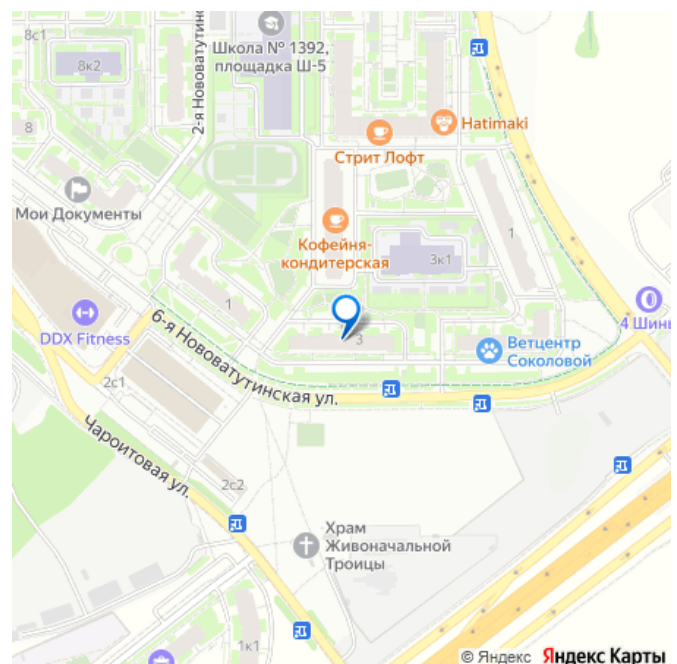 8с1
8к2
Школа № 1392,
площадка Ш-5
2-я Нововатутинс
8
Hatimaki
Стрит Лофт
Мои Документы
Кофейня-
кондитерская
3к1
1
1
4 Шины
DDX Fitness
6-я Нововатутинская ул.
3
Ветцентр
Соколовой
2с1
Чароитовая ул.
2с2
Храм
Живоначальной
Троицы
1к1
© Яндекс Яндекс Карты